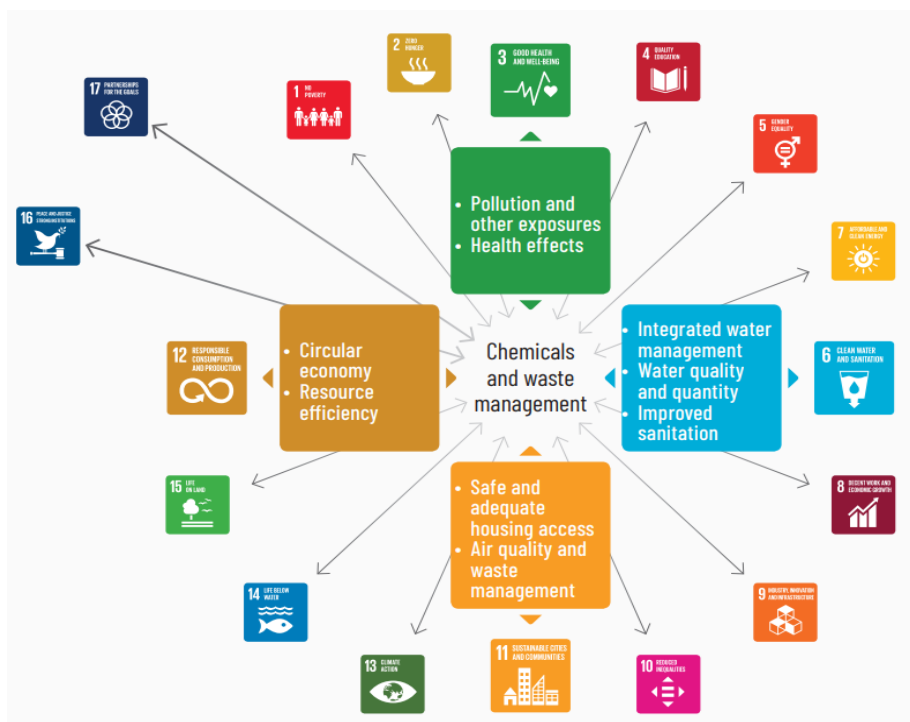 2 ZERO
HUNGER
3 GOOD HEALTH
AND WELL-BEING
4 QUALITY
EDUCATION
17 PARTNERSHIPS
FOR THE GOALS
1 NO
POVERTY
5 GENDER
EQUALITY
• Pollution and
other exposures
• Health effects
16 PEACE AND JUSTICE
STRONG INSTITUTIONS
7 AFFORDABLE AND
CLEAN ENERGY
12 RESPONSIBLE
CONSUMPTION
AND PRODUCTION
• Circular
economy
• Resource
efficiency
Chemicals
and waste
management
• Integrated water
management
• Water quality
and quantity
• Improved
sanitation
6 CLEAN WATER
AND SANITATION
15 LIFE
ON LAND
• Safe and
adequate
housing access
• Air quality and
waste
management
8 DECENT WORK AND
ECONOMIC GROWTH
14 LIFE BELOW
WATER
9 INDUSTRY, INNOVATION
AND INFRASTRUCTURE
13 CLIMATE
ACTION
11 SUSTAINABLE CITIES
AND COMMUNITIES
10 REDUCED
INEQUALITIES